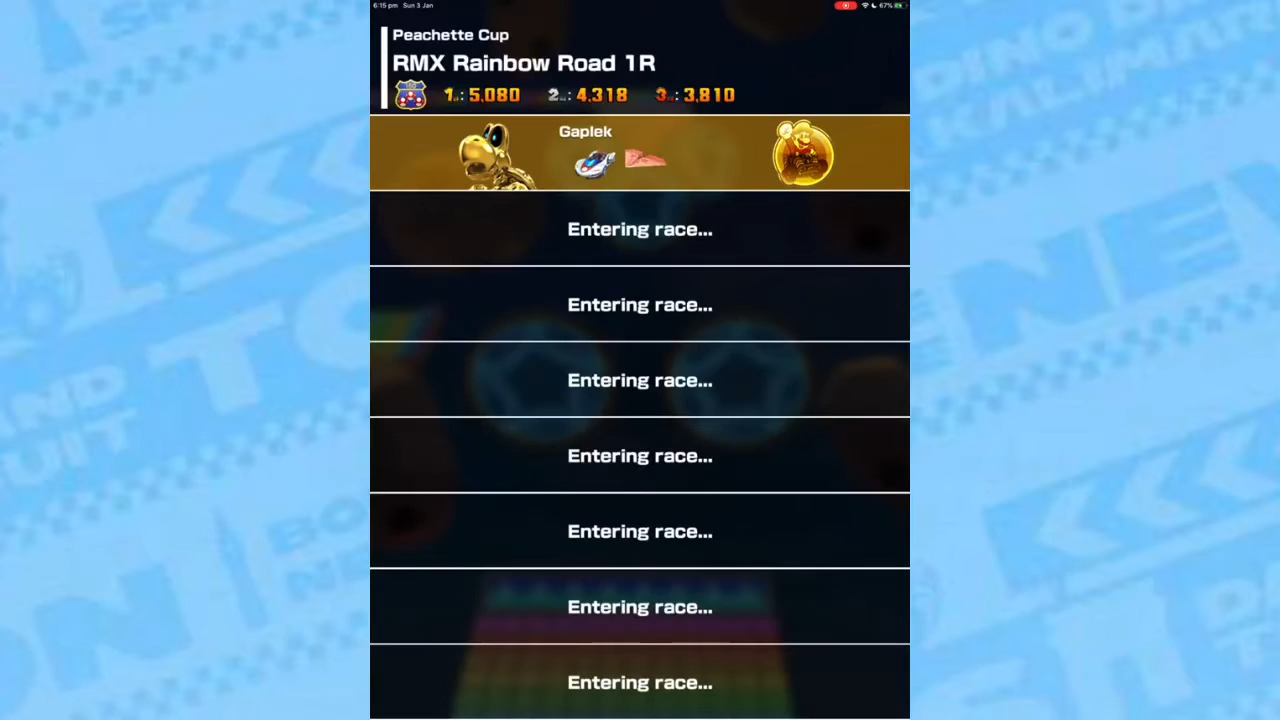 6:15 pm Sun 3 Jan
67%
Peachette Cup
RMX Rainbow Road 1R
1st: 5,080 2nd: 4,318 3rd: 3,810
Gaplek
Entering race...
Entering race...
Entering race...
Entering race...
Entering race...
Entering race...
Entering race...